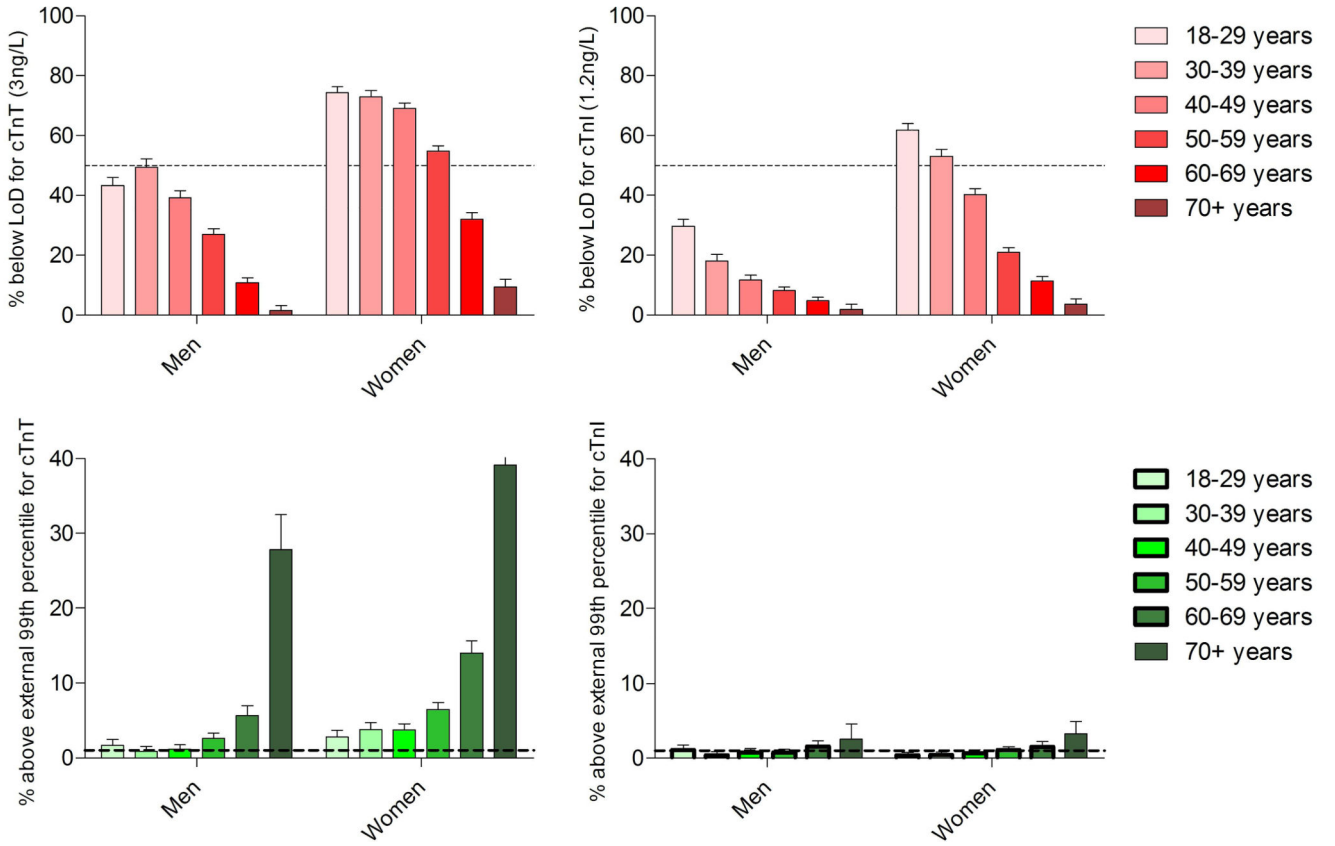 % below LoD for cTnT (3ng/L)
100
80
60
40
20
0
Men
Women
% below LoD for cTnI (1.2ng/L)
100
80
60
40
20
0
Men
Women
18-29 years
30-39 years
40-49 years
50-59 years
60-69 years
70+ years
% above external 99th percentile for cTnT
40
30
20
10
0
Men
Women
% above external 99th percentile for cTnI
40
30
20
10
0
Men
Women
18-29 years
30-39 years
40-49 years
50-59 years
60-69 years
70+ years